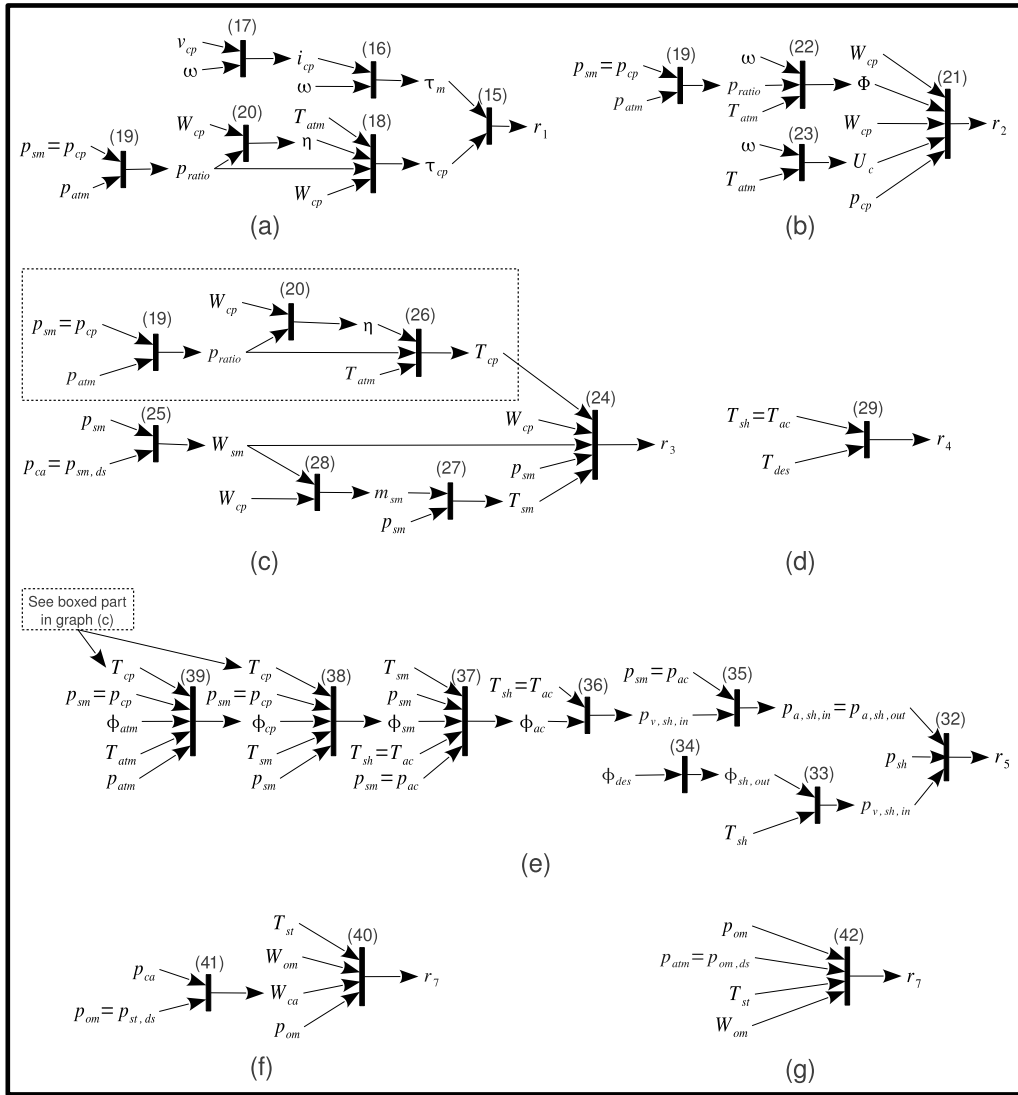 (17)
v_cp
ω
i_cp
(16)
ω
τ_m
(15)
r_1
W_cp
(20)
T_atm
(18)
η
(19)
p_sm = p_cp
p_atm
p_ratio
W_cp
τ_cp
(a)
(19)
p_sm = p_cp
p_atm
(22)
ω
p_ratio
T_atm
Φ
(23)
ω
T_atm
U_c
W_cp
(21)
W_cp
p_cp
r_2
(b)
(19)
p_sm = p_cp
p_atm
p_ratio
W_cp
(20)
η
(26)
T_atm
T_cp
(25)
p_sm
p_ca = p_sm,ds
W_sm
(28)
W_cp
m_sm
(27)
p_sm
T_sm
(24)
W_cp
p_sm
r_3
(c)
(29)
T_sh = T_ac
T_des
r_4
(d)
See boxed part
in graph (c)
T_cp
(39)
p_sm = p_cp
ϕ_atm
T_atm
p_atm
T_cp
(38)
p_sm = p_cp
ϕ_cp
T_sm
p_sm
T_sm
(37)
p_sm
ϕ_sm
T_sh = T_ac
p_sm = p_ac
T_sh = T_ac
(36)
ϕ_ac
p_sm = p_ac
(35)
p_v,sh,in
p_a,sh,in = p_a,sh,out
(32)
(34)
ϕ_des
ϕ_sh,out
(33)
T_sh
p_v,sh,in
p_sh
r_5
(e)
(41)
p_ca
p_om = p_st,ds
T_st
(40)
W_om
W_ca
p_om
r_7
(f)
p_om
(42)
p_atm = p_om,ds
T_st
W_om
r_7
(g)